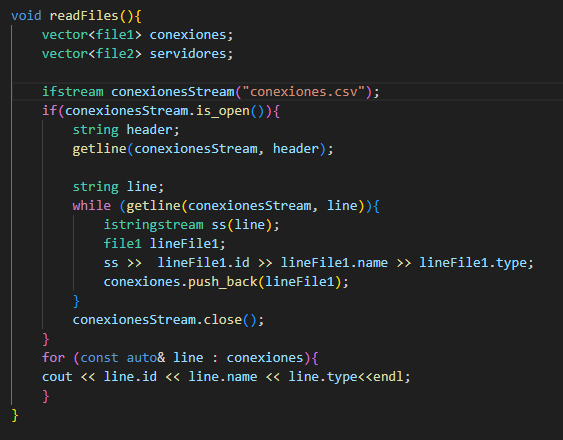 void readFiles(){
    vector<file1> conexiones;
    vector<file2> servidores;

    ifstream conexionesStream("conexiones.csv");
    if(conexionesStream.is_open()){
        string header;
        getline(conexionesStream, header);

        string line;
        while (getline(conexionesStream, line)){
            istringstream ss(line);
            file1 lineFile1;
            ss >>  lineFile1.id >> lineFile1.name >> lineFile1.type;
            conexiones.push_back(lineFile1);
        }
        conexionesStream.close();
    }
    for (const auto& line : conexiones){
    cout << line.id << line.name << line.type<<endl;
    }
}